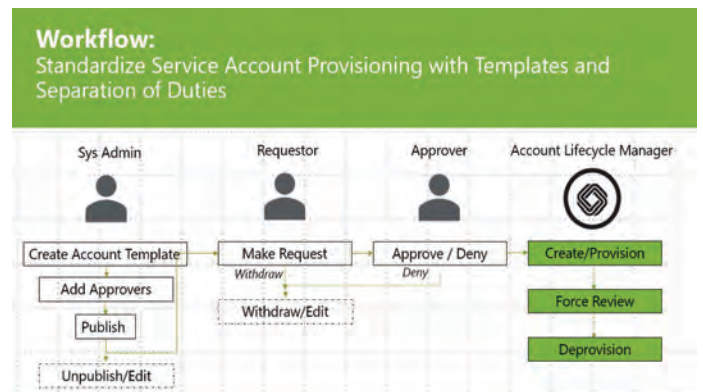 Workflow:
Standardize Service Account Provisioning with Templates and
Separation of Duties
Sys Admin
Requestor
Approver
Account Lifecycle Manager
Create Account Template
Make Request
Approve / Deny
Create/Provision
Withdraw
Deny
Add Approvers
Withdraw/Edit
Force Review
Publish
Deprovision
Unpublish/Edit